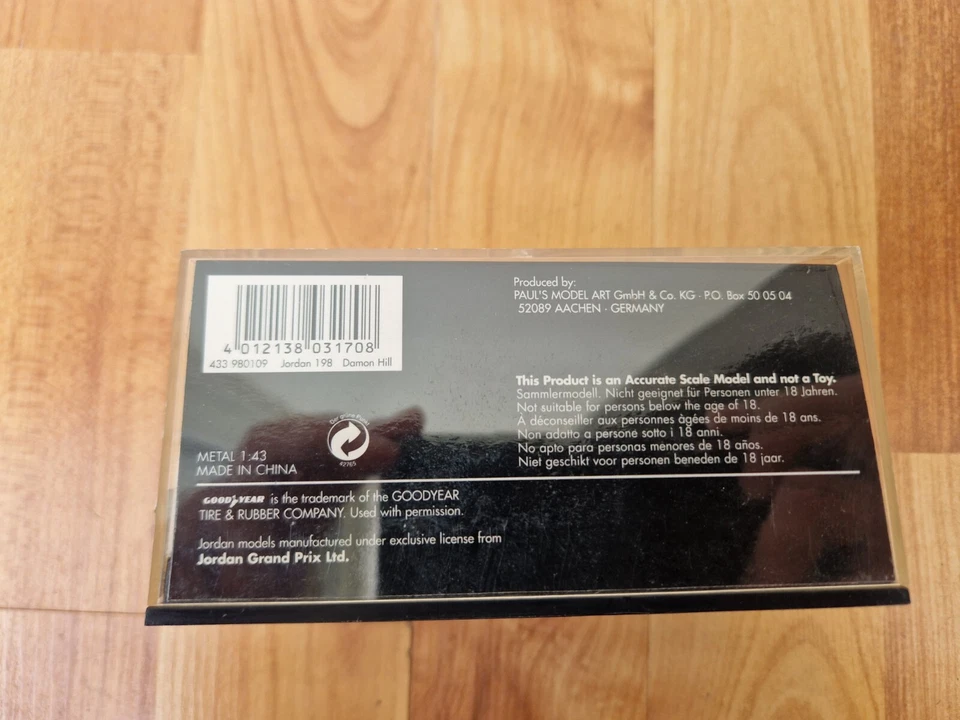 4 012138 031708
433 980109 Jordan 198 Damon Hill
Produced by:
PAUL'S MODEL ART GmbH & Co. KG · P.O. Box 50 05 04
52089 AACHEN · GERMANY
This Product is an Accurate Scale Model and not a Toy.
Sammlermodell. Nicht geeignet für Personen unter 18 Jahren.
Not suitable for persons below the age of 18.
À déconseiller aux personnes âgées de moins de 18 ans.
Non adatto a persone sotto i 18 anni.
No apto para personas menores de 18 años.
Niet geschikt voor personen beneden de 18 jaar.
Der Grüne Punkt
42765
METAL 1:43
MADE IN CHINA
GOODYEAR is the trademark of the GOODYEAR
TIRE & RUBBER COMPANY. Used with permission.
Jordan models manufactured under exclusive license from
Jordan Grand Prix Ltd.